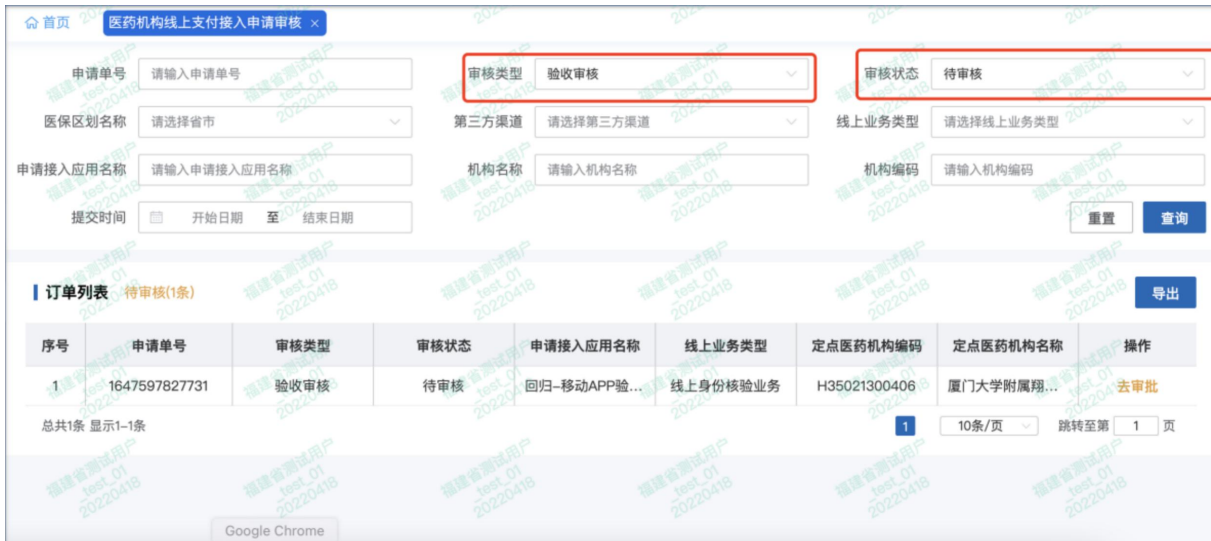 首页 医药机构线上支付接入申请审核 ×
申请单号 请输入申请单号 审核类型 验收审核 审核状态 待审核
医保区划名称 请选择省市 第三方渠道 请选择第三方渠道 线上业务类型 请选择线上业务类型
申请接入应用名称 请输入申请接入应用名称 机构名称 请输入机构名称 机构编码 请输入机构编码
提交时间 开始日期 至 结束日期 重置 查询
订单列表 待审核(1条) 导出
序号 申请单号 审核类型 审核状态 申请接入应用名称 线上业务类型 定点医药机构编码 定点医药机构名称 操作
1 1647597827731 验收审核 待审核 回归-移动APP验... 线上身份核验业务 H35021300406 厦门大学附属翔... 去审批
总共1条 显示1-1条 1 10条/页 跳转至第 1 页
福建省测试用户
_test_01
20220418
Google Chrome